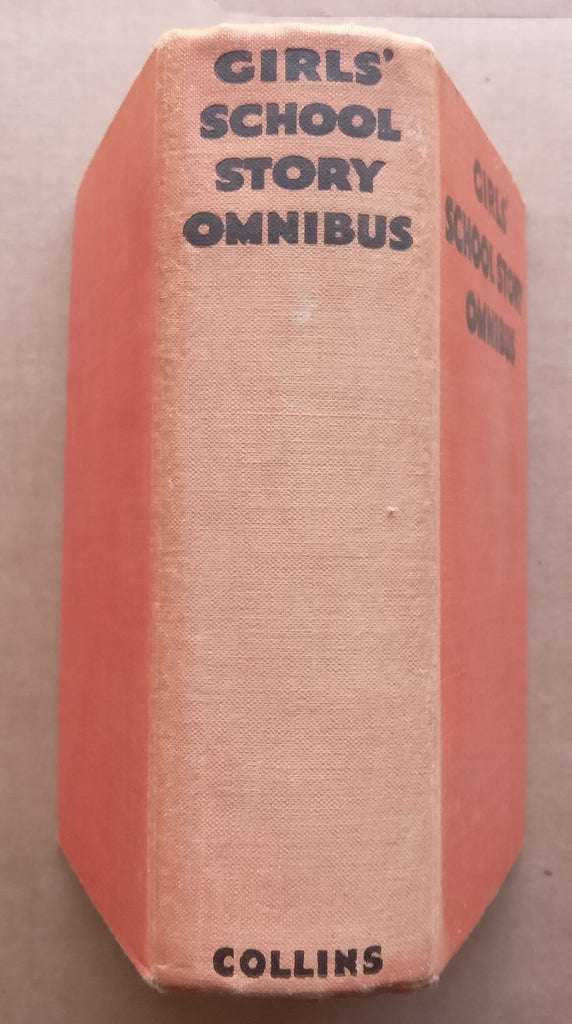 GIRLS'
SCHOOL
STORY
OMNIBUS
COLLINS
GIRLS'
SCHOOL STORY
OMNIBUS